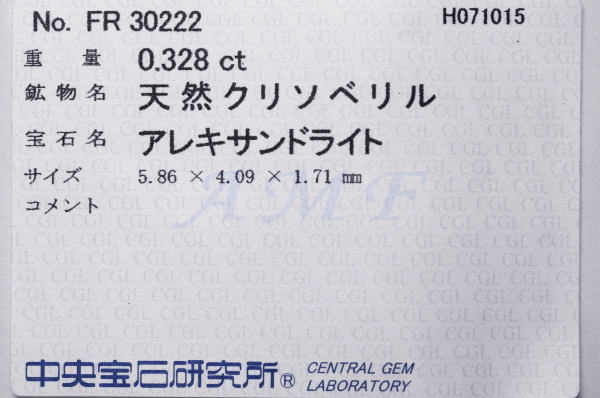 No. FR 30222 H071015
重量 0.328 ct
鉱物名 天然クリソベリル
宝石名 アレキサンドライト
サイズ 5.86 × 4.09 × 1.71 ㎜
コメント
AMF
中央宝石研究所® CENTRAL GEM
LABORATORY